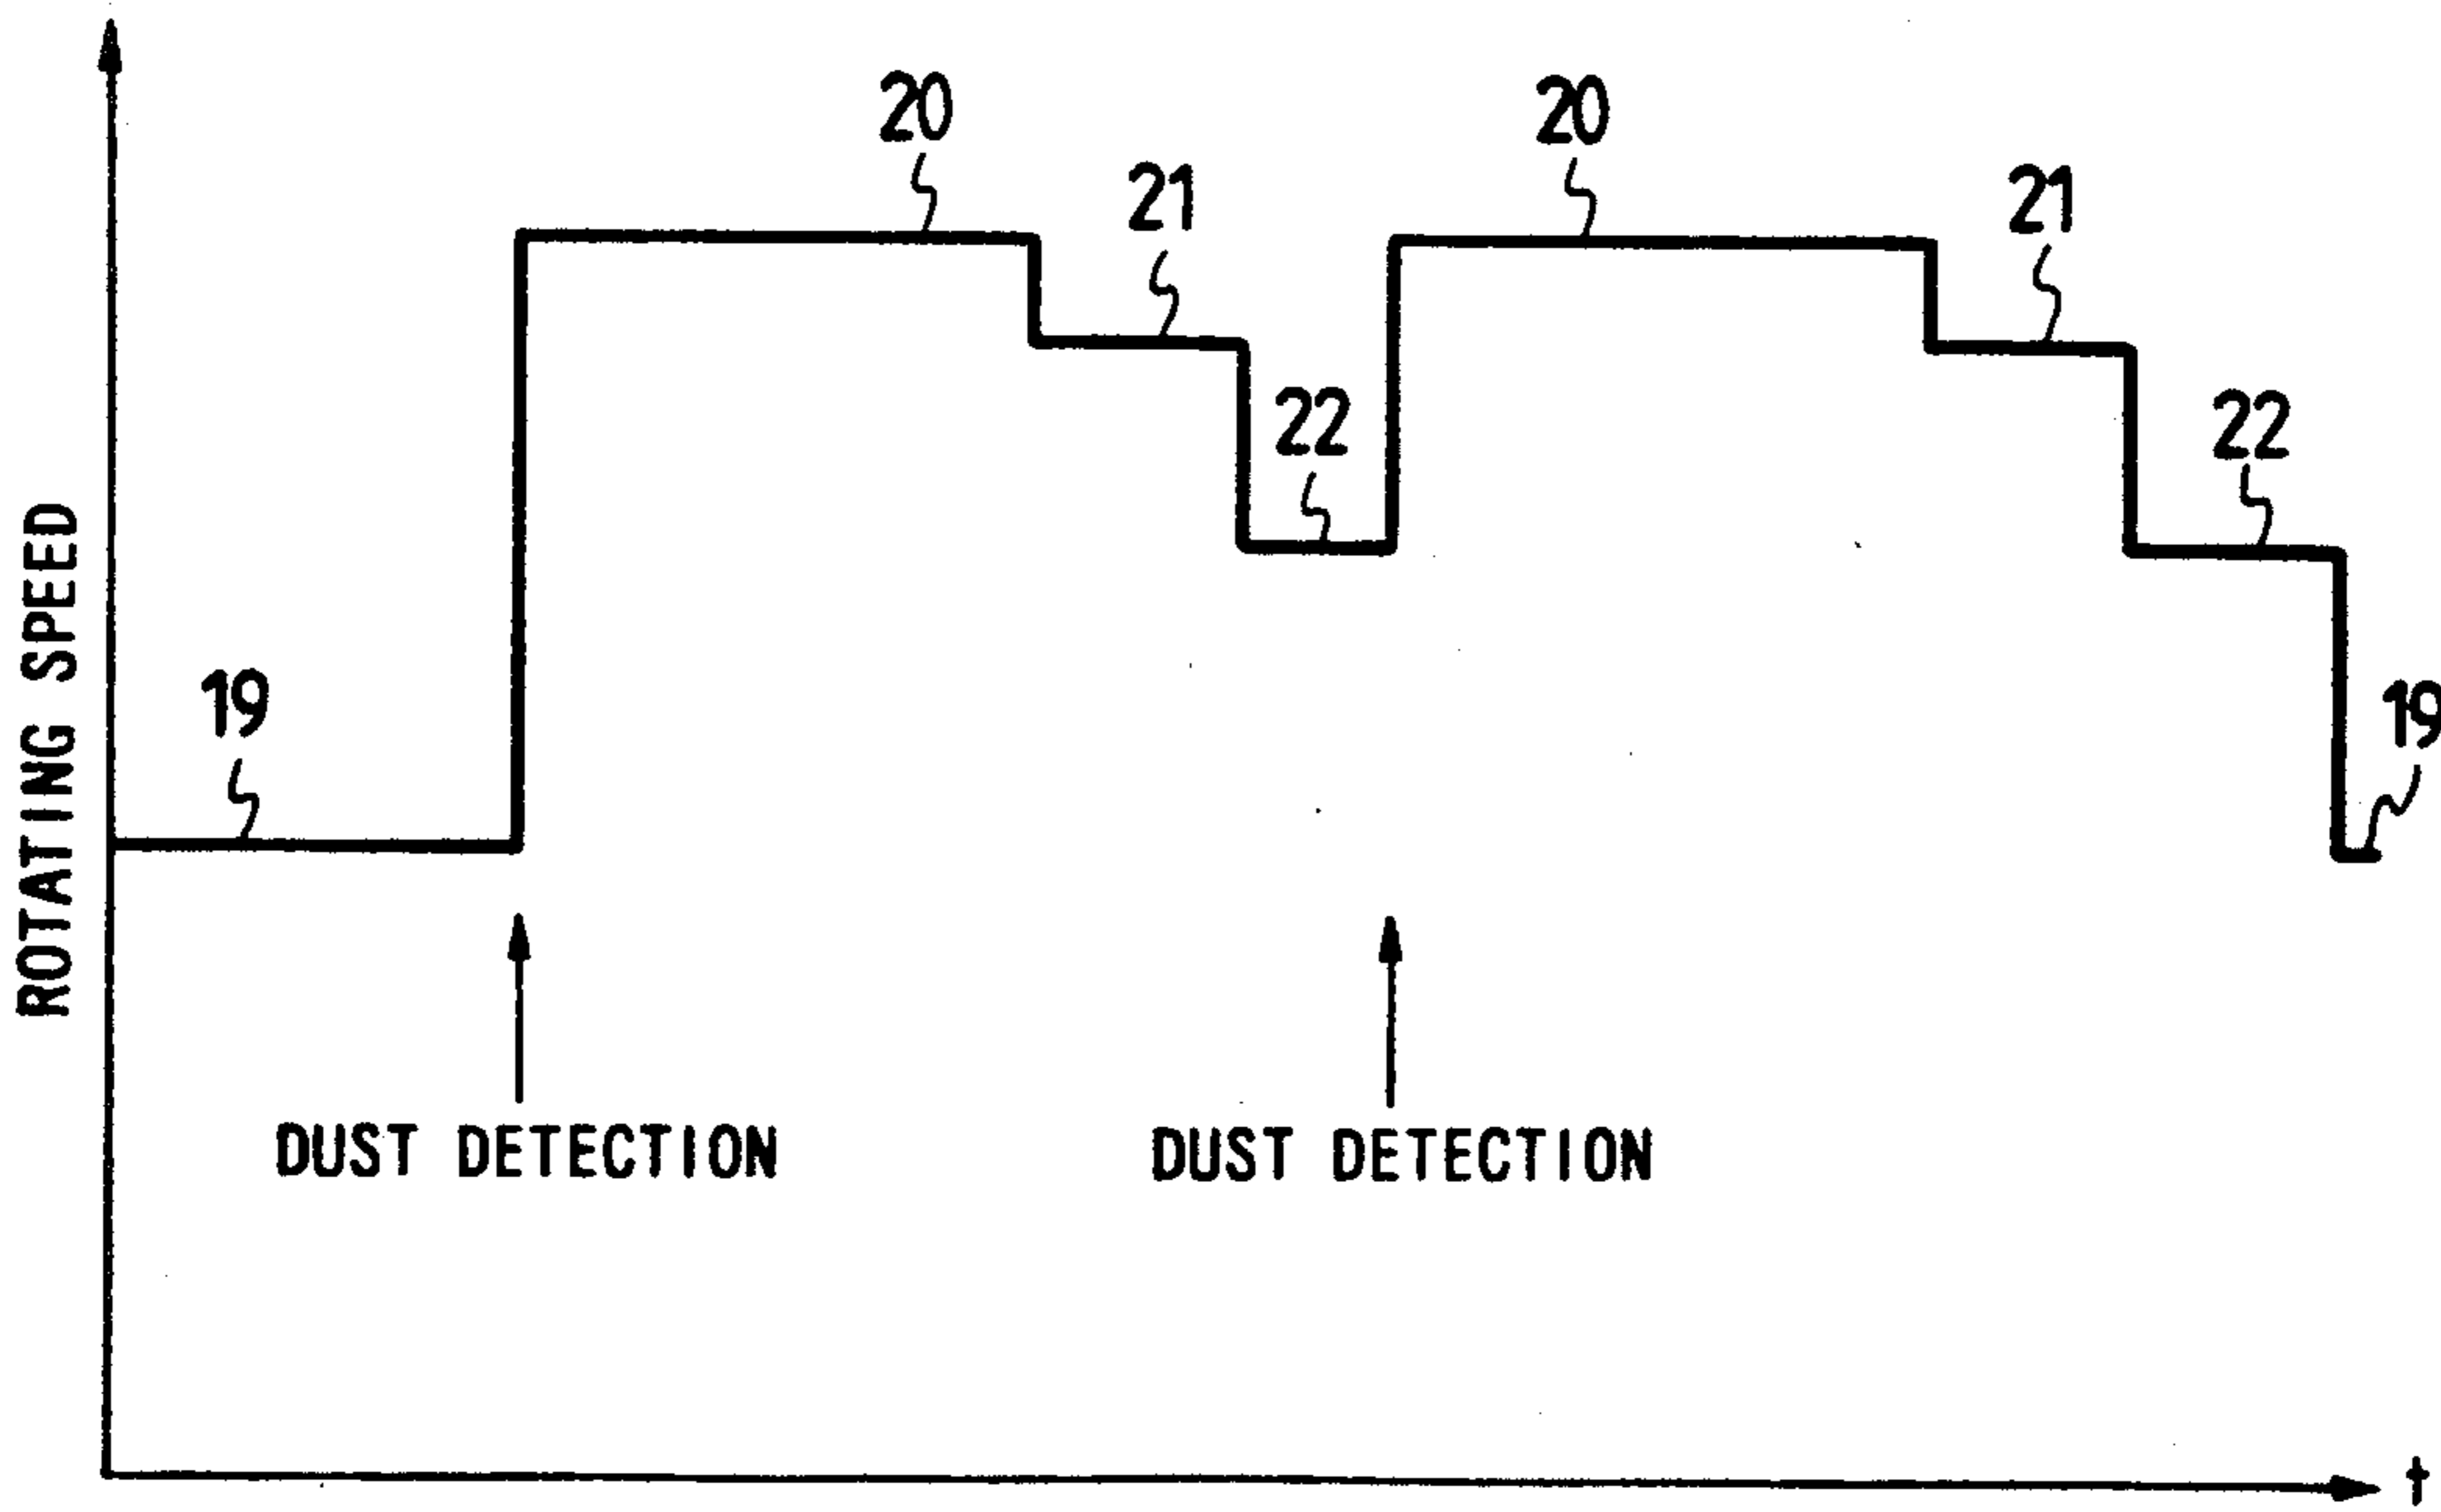 20
20
21
21
22
22
19
19
ROTATING SPEED
DUST DETECTION
DUST DETECTION
t